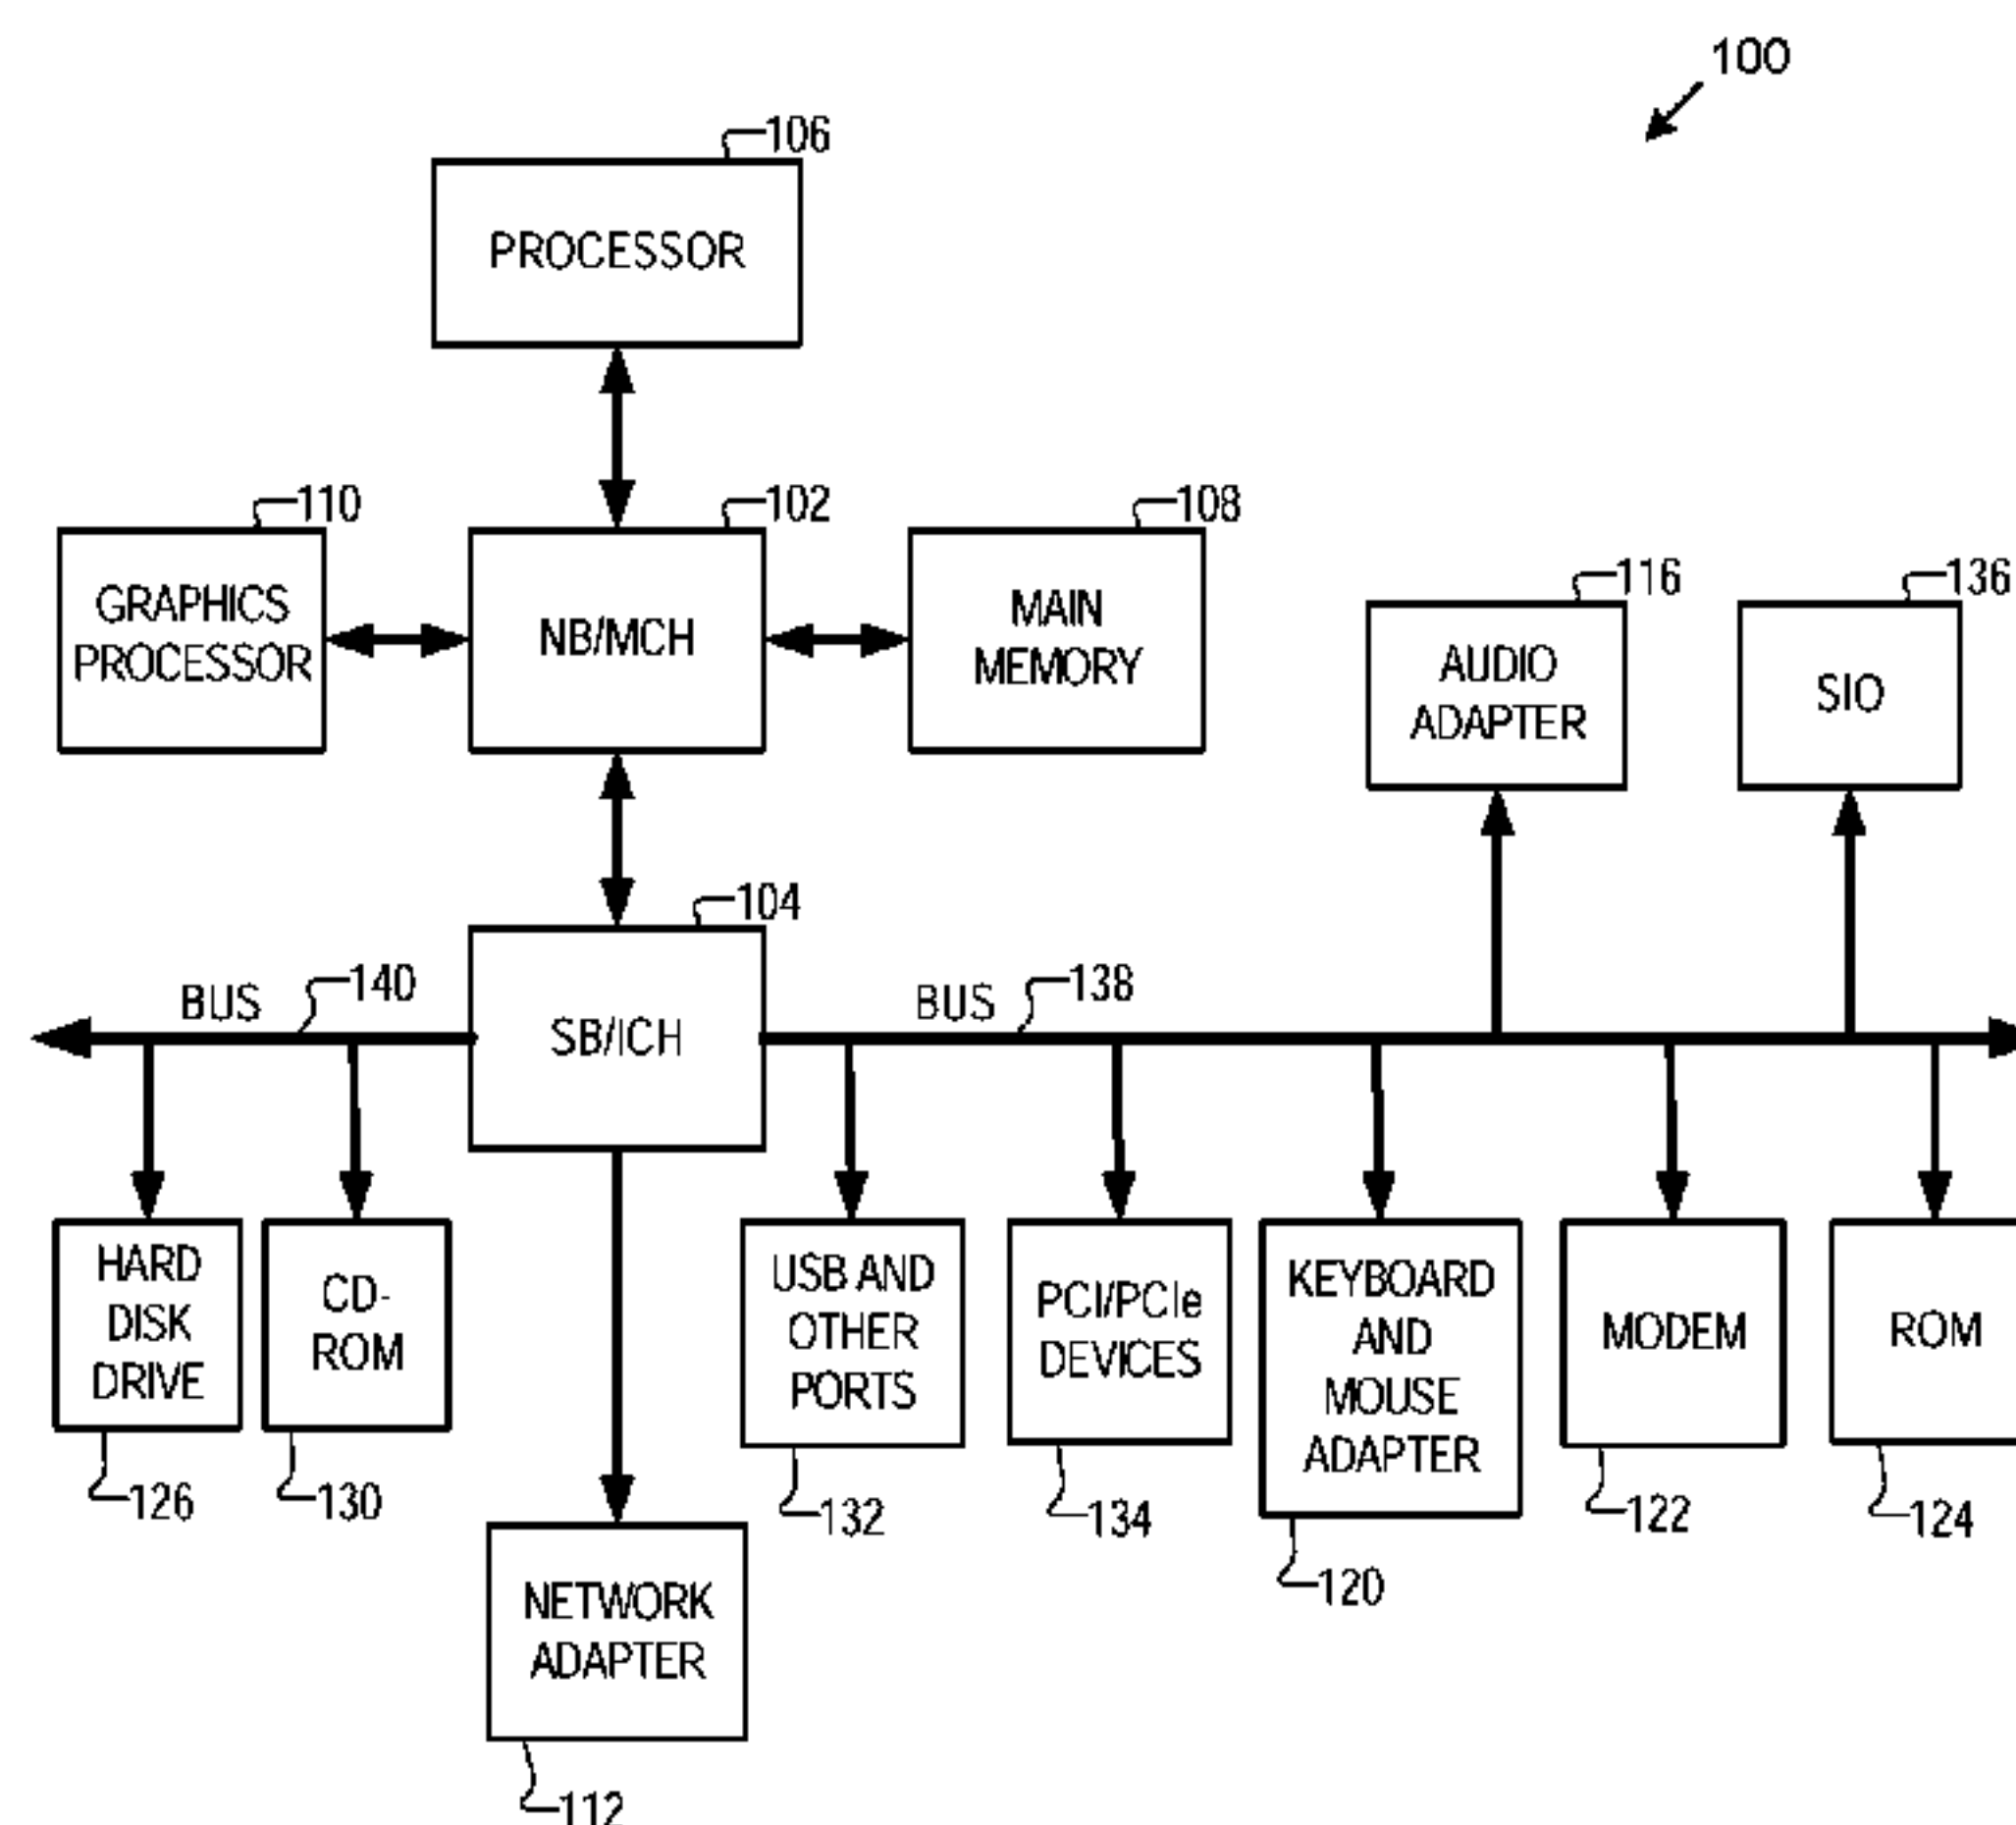 100
106
PROCESSOR
110
102
108
GRAPHICS
PROCESSOR
NB/MCH
MAIN
MEMORY
116
136
AUDIO
ADAPTER
SIO
104
BUS
140
SB/ICH
BUS
138
HARD
DISK
DRIVE
CD-
ROM
USB AND
OTHER
PORTS
PCI/PCIe
DEVICES
KEYBOARD
AND
MOUSE
ADAPTER
MODEM
ROM
126
130
132
134
120
122
124
NETWORK
ADAPTER
112